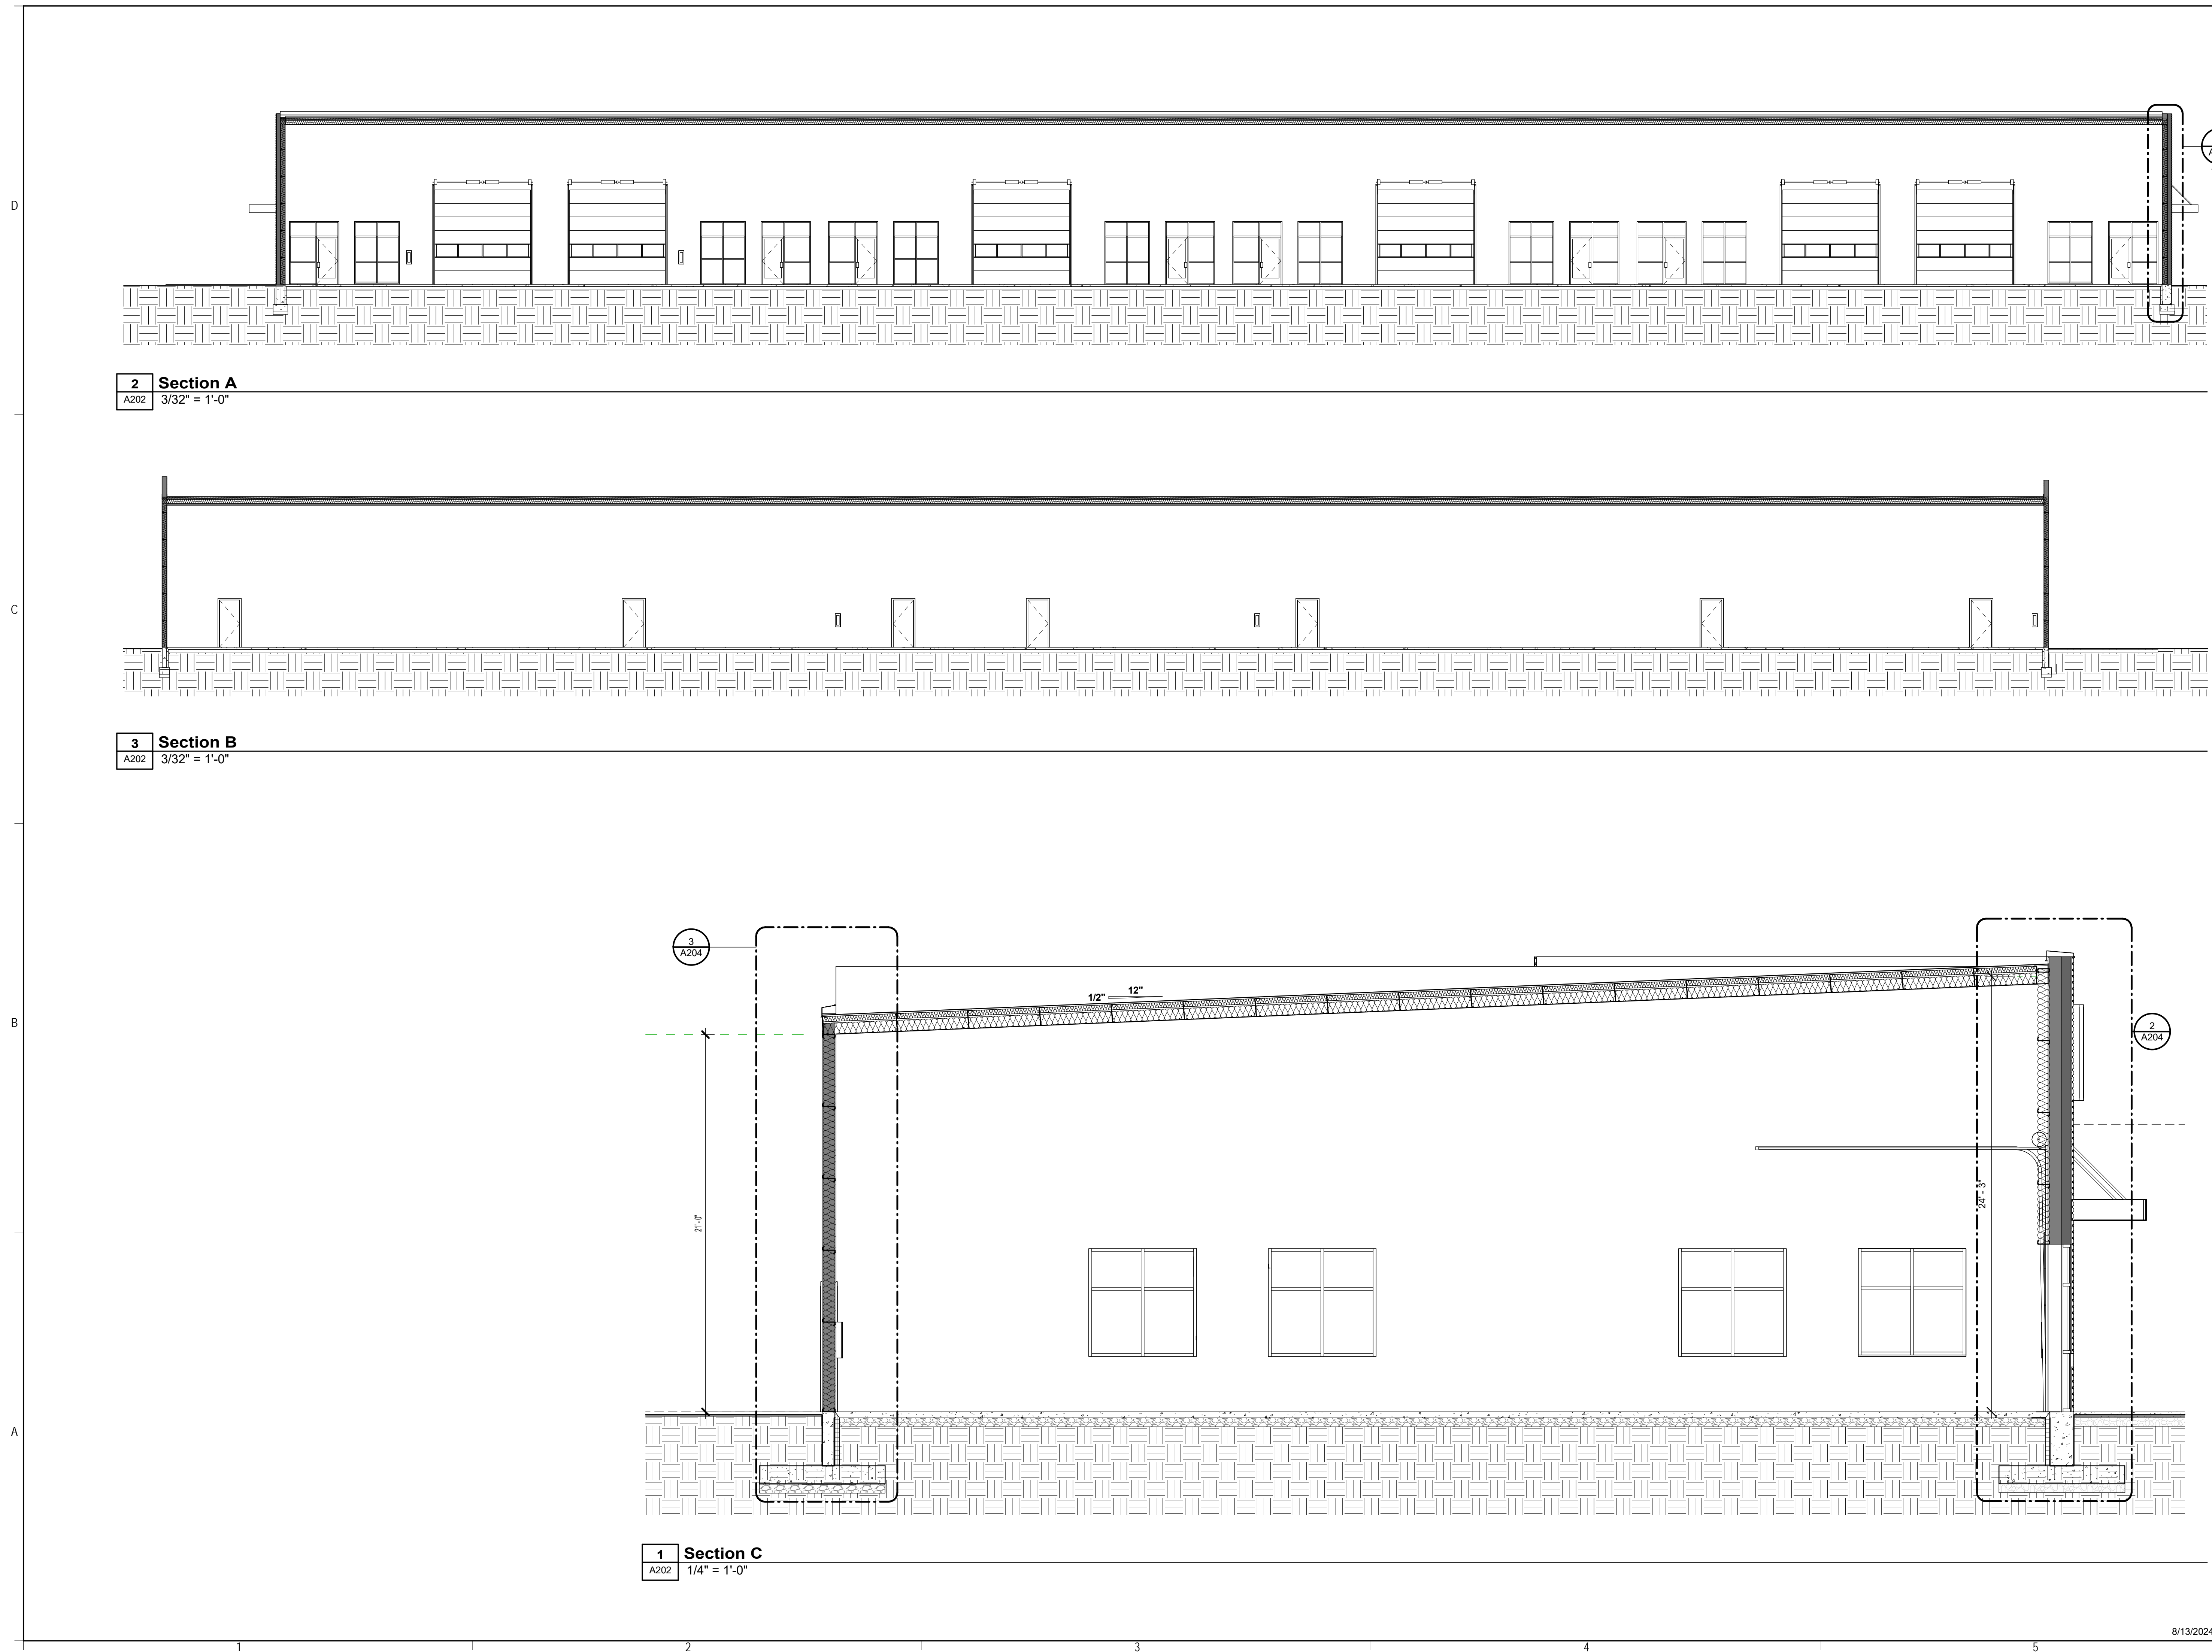 D
A
2
Section A
A202
3/32" = 1'-0"
C
3
Section B
A202
3/32" = 1'-0"
3
A204
12"
1/2"
B
2
A204
24' - 3"
21' - 0"
A
1
Section C
A202
1/4" = 1'-0"
8/13/2024
1
2
3
4
5